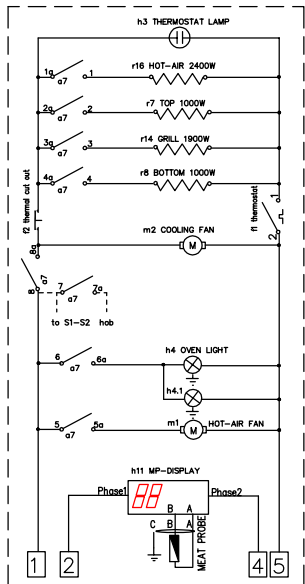 h3 THERMOSTAT LAMP
r16 HOT-AIR 2400W
1a a7 1
r7 TOP 1000W
2a a7 2
r14 GRILL 1900W
3a a7 3
r8 BOTTOM 1000W
4a a7 4
f2 thermal cut out
f1 thermostat
1
2
m2 COOLING FAN
M
8a
a7
8
7 a7 7a
to S1-S2 hob
h4 OVEN LIGHT
6 a7 6a
h4.1
m1 HOT-AIR FAN
5 a7 5a
M
h11 MP-DISPLAY
Phase1 88 Phase2
B A
C B A
MEAT PROBE
1 2 4 5